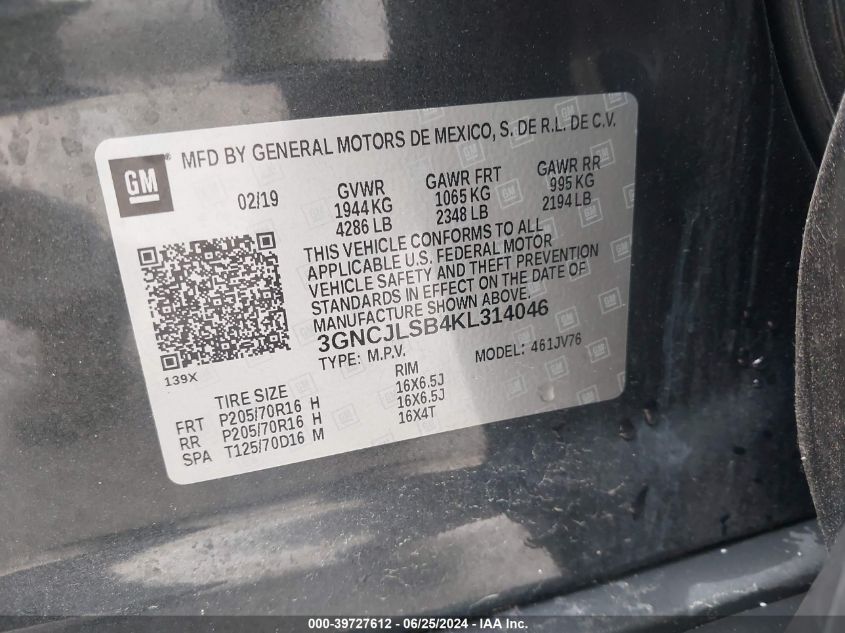 GM ®
MFD BY GENERAL MOTORS DE MEXICO, S. DE R.L. DE C.V.
02/19 GVWR GAWR FRT GAWR RR
1944 KG 1065 KG 995 KG
4286 LB 2348 LB 2194 LB
THIS VEHICLE CONFORMS TO ALL
APPLICABLE U.S. FEDERAL MOTOR
VEHICLE SAFETY AND THEFT PREVENTION
STANDARDS IN EFFECT ON THE DATE OF
MANUFACTURE SHOWN ABOVE.
3GNCJLSB4KL314046
TYPE: M.P.V. MODEL: 461JV76
139X
TIRE SIZE RIM
FRT P205/70R16 H 16X6.5J
RR P205/70R16 H 16X6.5J
SPA T125/70D16 M 16X4T
000-39727612 - 06/25/2024 - IAA Inc.